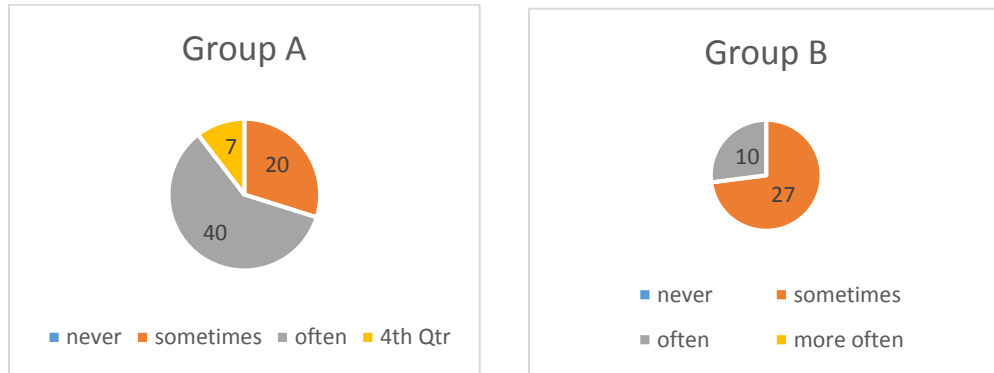 Group A
7
20
40
never sometimes often 4th Qtr
Group B
10
27
never sometimes
often more often